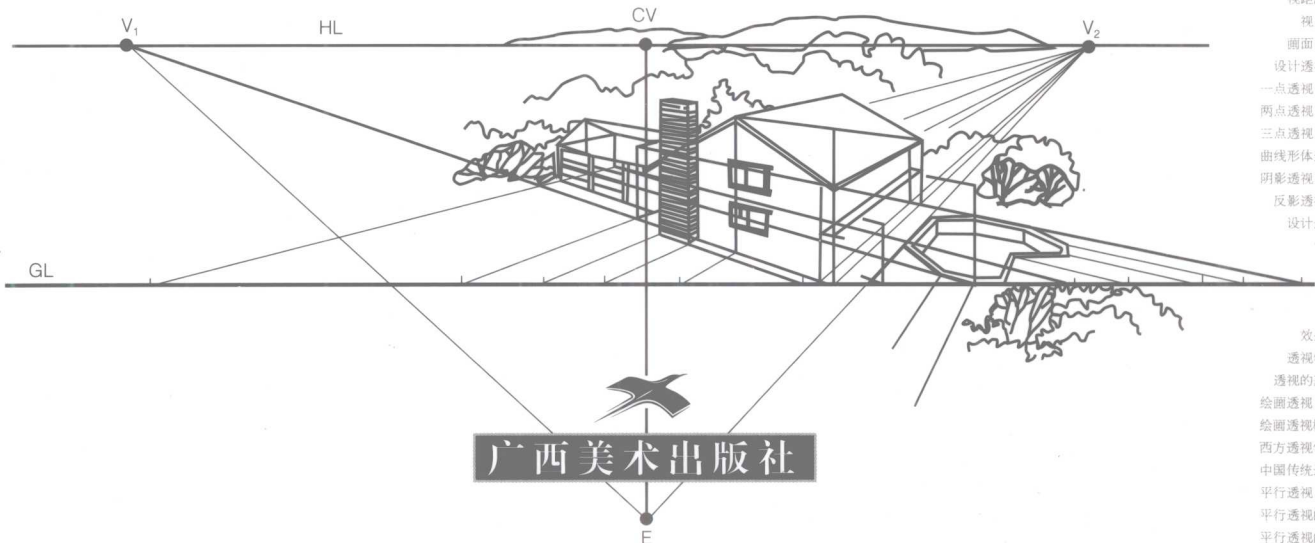 V₁
HL
CV
V₂
画面
设计透
一点透视
两点透视
三点透视
曲线形体
阴影透视
反影透
设计
GL
效
透视
透视的
绘画透视
绘画透视
西方透视
中国传统
平行透视
平行透视
平行透视
广西美术出版社
E